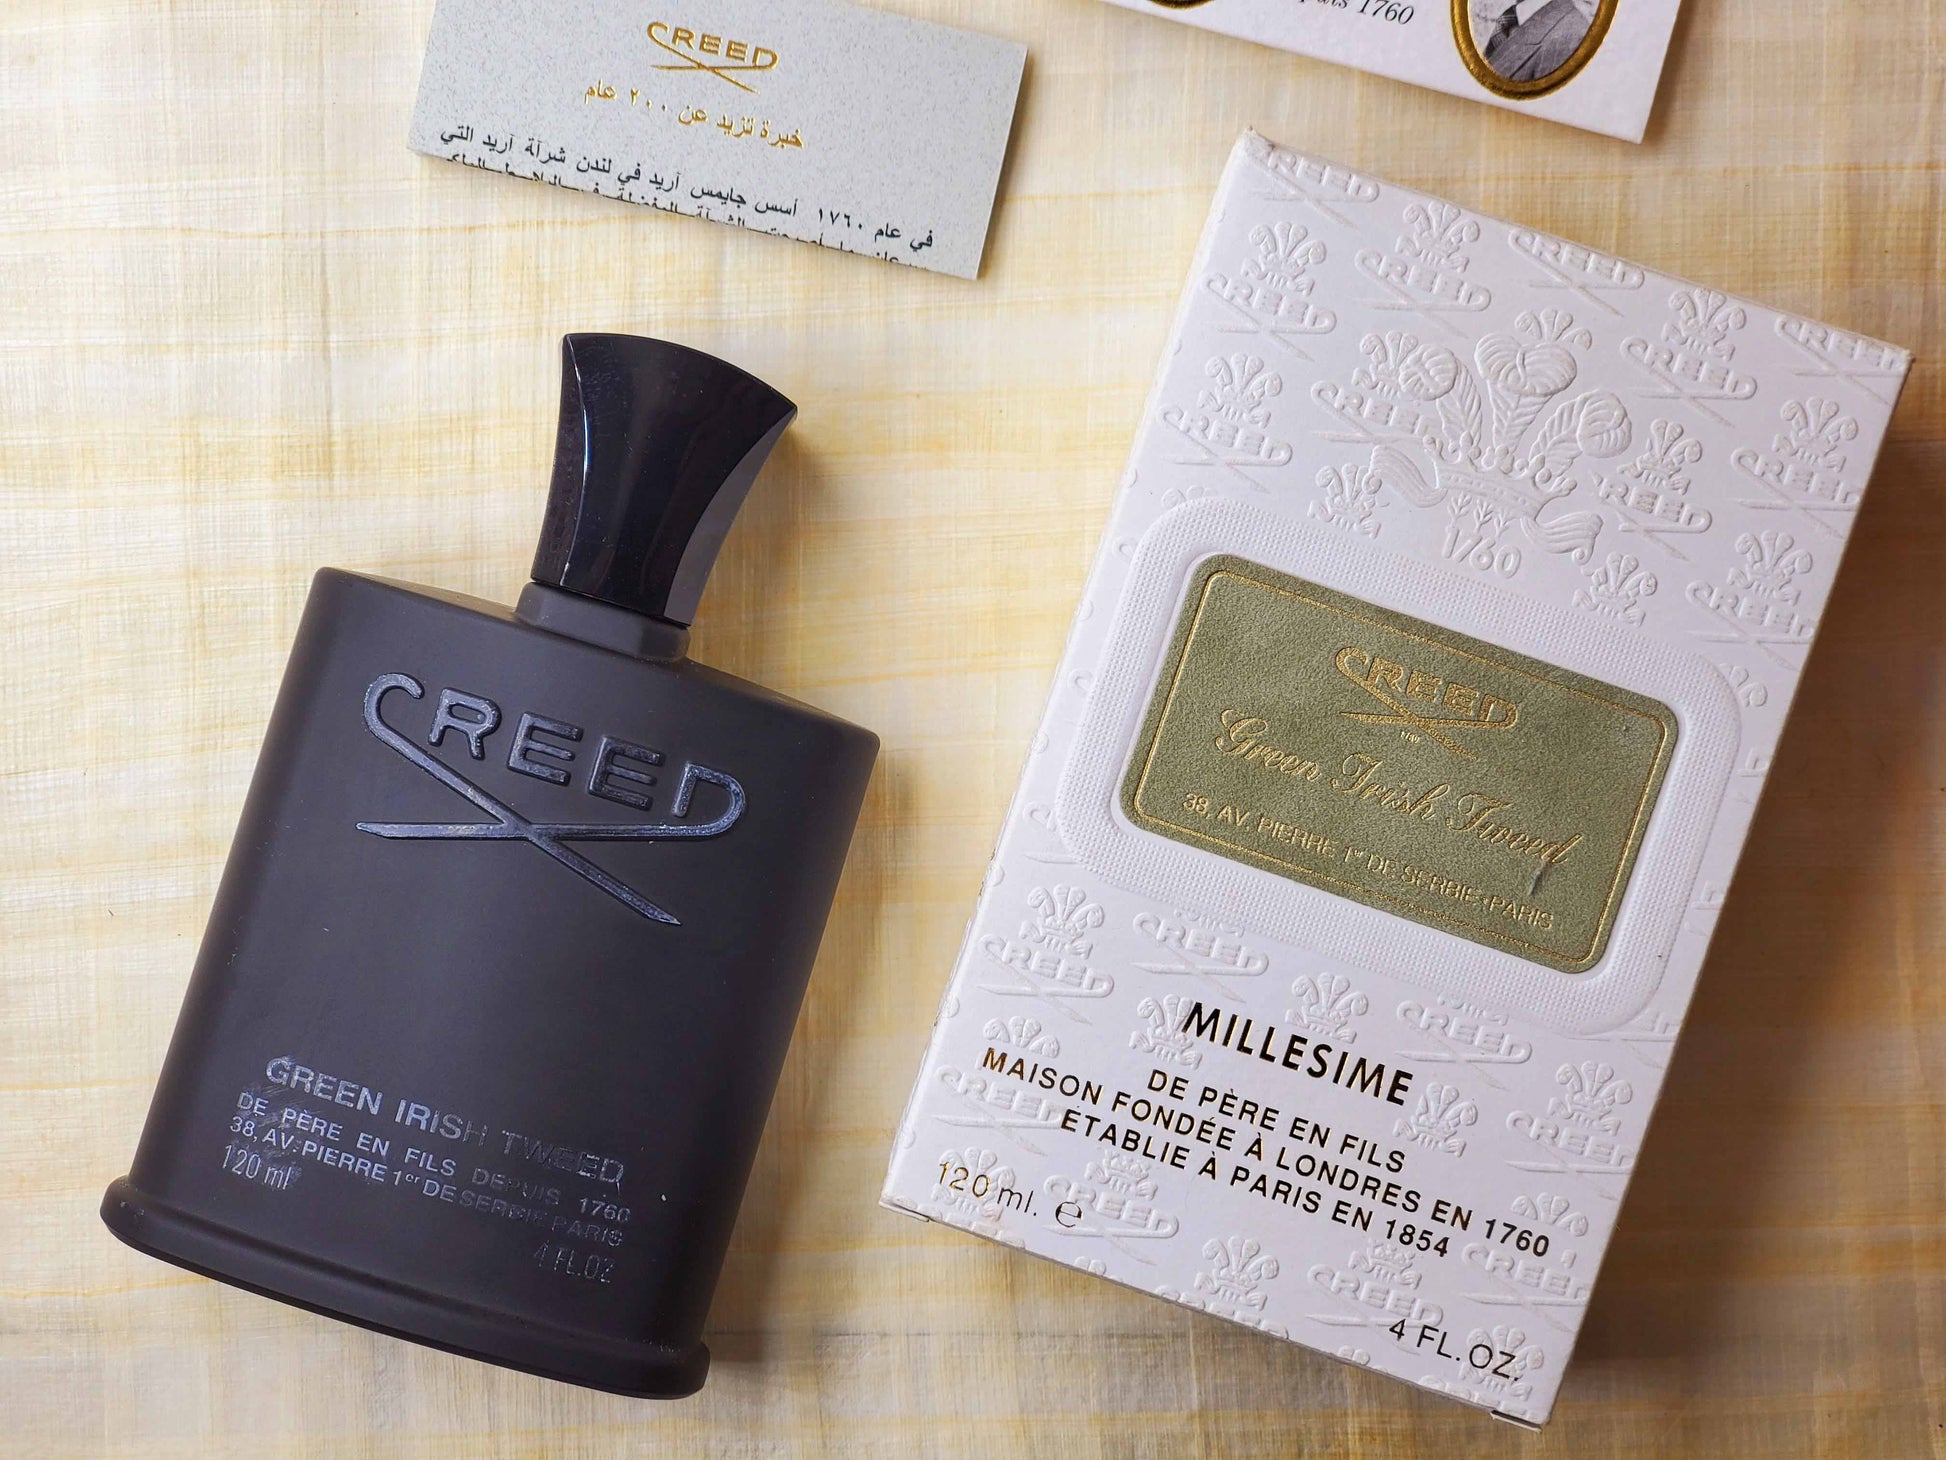 CREED
خبرة تزيد عن ٢٠٠ عام
في عام ١٧٦٠ أسس جايمس آريد في لندن شرآة آريد التي
1760
CREED
GREEN IRISH TWEED
DE PÈRE EN FILS DEPUIS 1760
38, AV. PIERRE 1er DE SERBIE PARIS
120 ml
4 FL.OZ
CREED
1760
CREED
1760
Green Irish Tweed
38, AV. PIERRE 1er DE SERBIE-PARIS
MILLESIME
DE PÈRE EN FILS
MAISON FONDÉE À LONDRES EN 1760
ETABLIE À PARIS EN 1854
120 ml. e
4 FL.OZ.